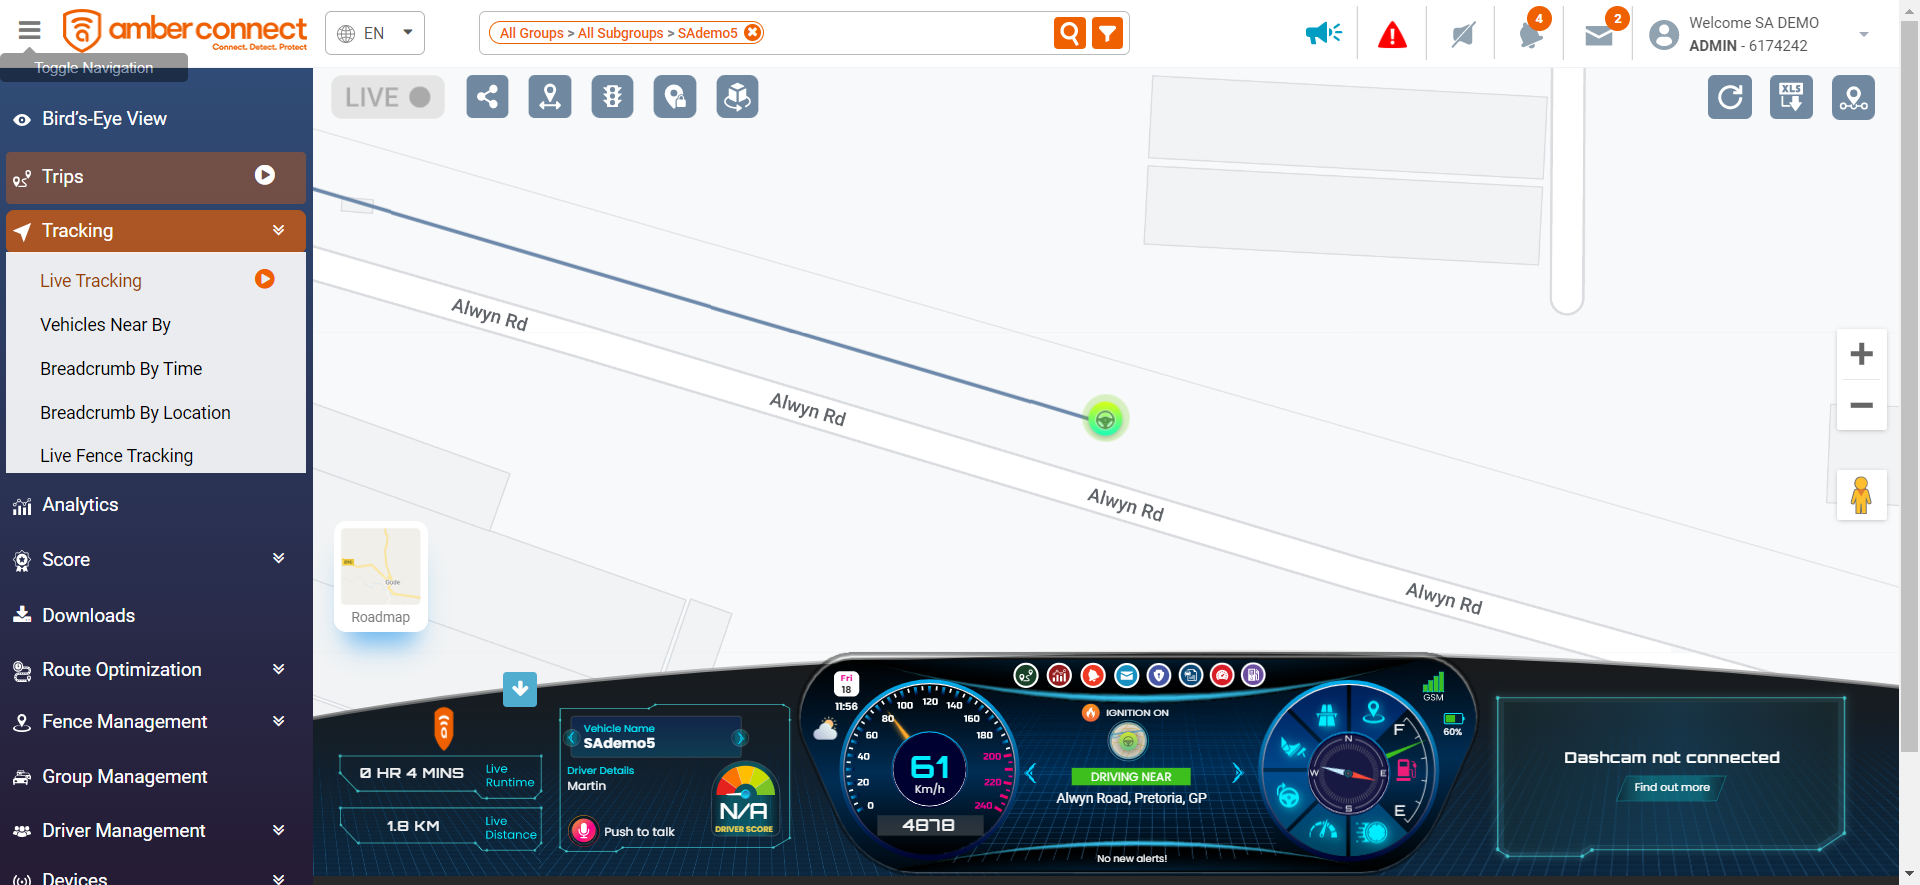 amber connect
Connect. Detect. Protect
EN
All Groups > All Subgroups > SAdemo5
4
2
Welcome SA DEMO
ADMIN - 6174242
Toggle Navigation
Bird's-Eye View
Trips
Tracking
Live Tracking
Vehicles Near By
Breadcrumb By Time
Breadcrumb By Location
Live Fence Tracking
Analytics
Score
Downloads
Route Optimization
Fence Management
Group Management
Driver Management
Devices
LIVE
XLS
Alwyn Rd
Alwyn Rd
Alwyn Rd
Alwyn Rd
Gode
Roadmap
0 HR 4 MINS
Live Runtime
1.8 KM
Live Distance
Vehicle Name
SAdemo5
Driver Details
Martin
Push to talk
N/A
DRIVER SCORE
Fri
18
11:56
0
20
40
60
80
100
120
140
160
180
200
220
240
61
Km/h
4878
IGNITION ON
DRIVING NEAR
Alwyn Road, Pretoria, GP
No new alerts!
N
W
E
S
F
E
GSM
60%
Dashcam not connected
Find out more